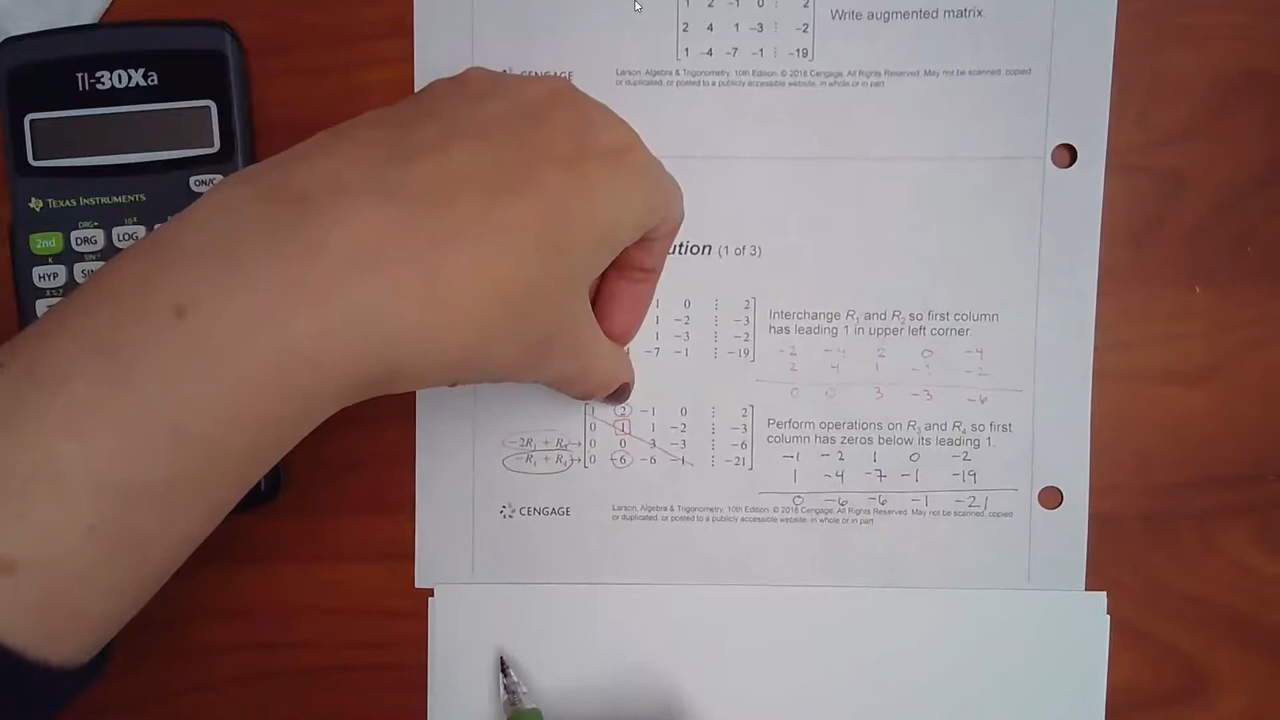 1 2 -1 0 ⋮ 2
2 4 1 -3 ⋮ -2
1 -4 -7 -1 ⋮ -19
Write augmented matrix.
CENGAGE
Larson, Algebra & Trigonometry, 10th Edition. © 2018 Cengage. All Rights Reserved. May not be scanned, copied
or duplicated, or posted to a publicly accessible website, in whole or in part.
TI-30Xa
TEXAS INSTRUMENTS
ON/C
DRG▸ 10ˣ
2nd DRG LOG
SIN⁻¹
HYP SIN
ution (1 of 3)
1 0 ⋮ 2
1 -2 ⋮ -3
1 -3 ⋮ -2
-7 -1 ⋮ -19
Interchange R₁ and R₂ so first column
has leading 1 in upper left corner.
-2 -4 2 0 -4
2 4 1 -2
0 0 3 -3 -6
1 2 -1 0 ⋮ 2
0 1 1 -2 ⋮ -3
-2R₁ + → 0 0 3 -3 ⋮ -6
-R₁ + R₄ → 0 -6 -6 -1 ⋮ -21
Perform operations on R₃ and R₄ so first
column has zeros below its leading 1.
-1 -2 1 0 -2
1 -4 -7 -1 -19
0 -6 -6 -1 -21
CENGAGE
Larson, Algebra & Trigonometry, 10th Edition. © 2018 Cengage. All Rights Reserved. May not be scanned, copied
or duplicated, or posted to a publicly accessible website, in whole or in part.